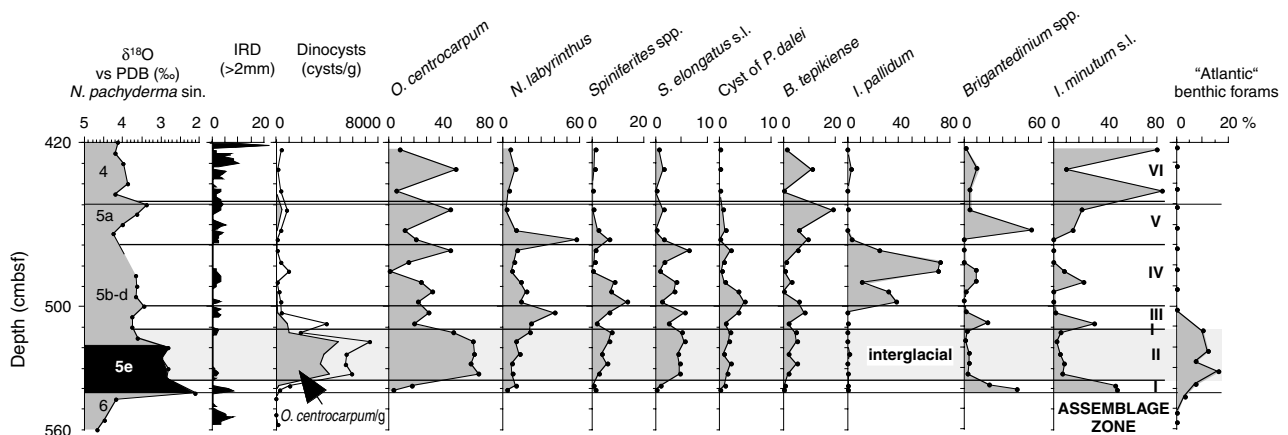 δ18O
vs PDB (‰)
N. pachyderma sin.
IRD
(>2mm)
Dinocysts
(cysts/g)
O. centrocarpum
N. labyrinthus
Spiniferites spp.
S. elongatus s.l.
Cyst of P. dalei
B. tepikiense
I. pallidum
Brigantedinium spp.
I. minutum s.l.
"Atlantic"
benthic forams
5 4 3 2 0 20 0 8000 0 40 80 0 60 0 20 0 10 0 10 0 20 0 40 80 0 60 0 40 80 0 20 %
420
4 VI
5a V
5b-d IV
500
III
I
5e interglacial II
I
6 O. centrocarpum/g ASSEMBLAGE
ZONE
560
Depth (cmbsf)